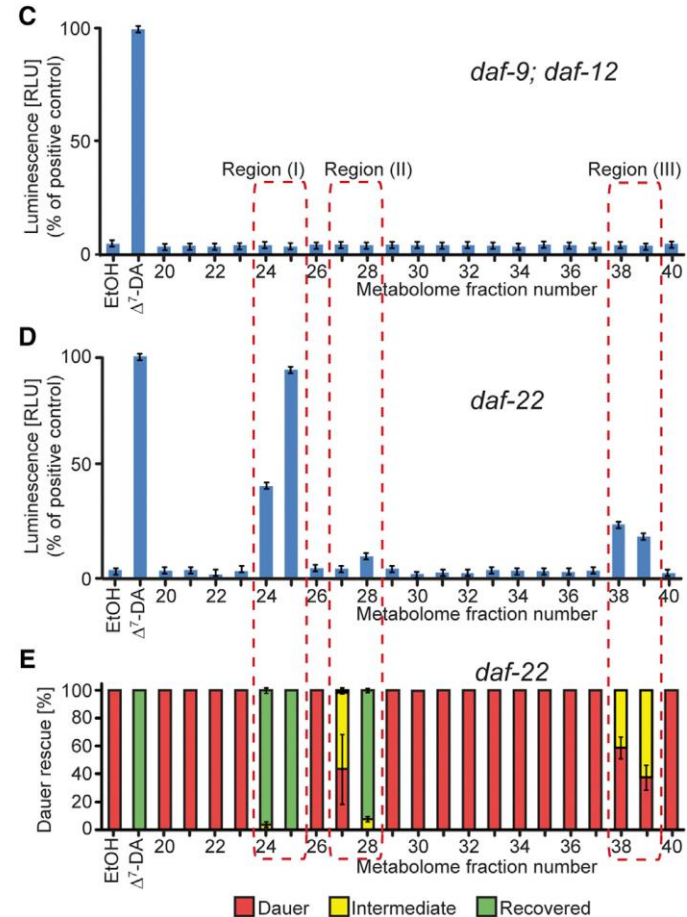 C
daf-9; daf-12
Luminescence [RLU]
(% of positive control)
100
50
0
Region (I)
Region (II)
Region (III)
EtOH
Δ⁷-DA
20
22
24
26
28
30
32
34
36
38
40
Metabolome fraction number
D
daf-22
Luminescence [RLU]
(% of positive control)
100
50
0
EtOH
Δ⁷-DA
20
22
24
26
28
30
32
34
36
38
40
Metabolome fraction number
E
daf-22
Dauer rescue [%]
100
80
60
40
20
0
EtOH
Δ⁷-DA
20
22
24
26
28
30
32
34
36
38
40
Metabolome fraction number
Dauer
Intermediate
Recovered